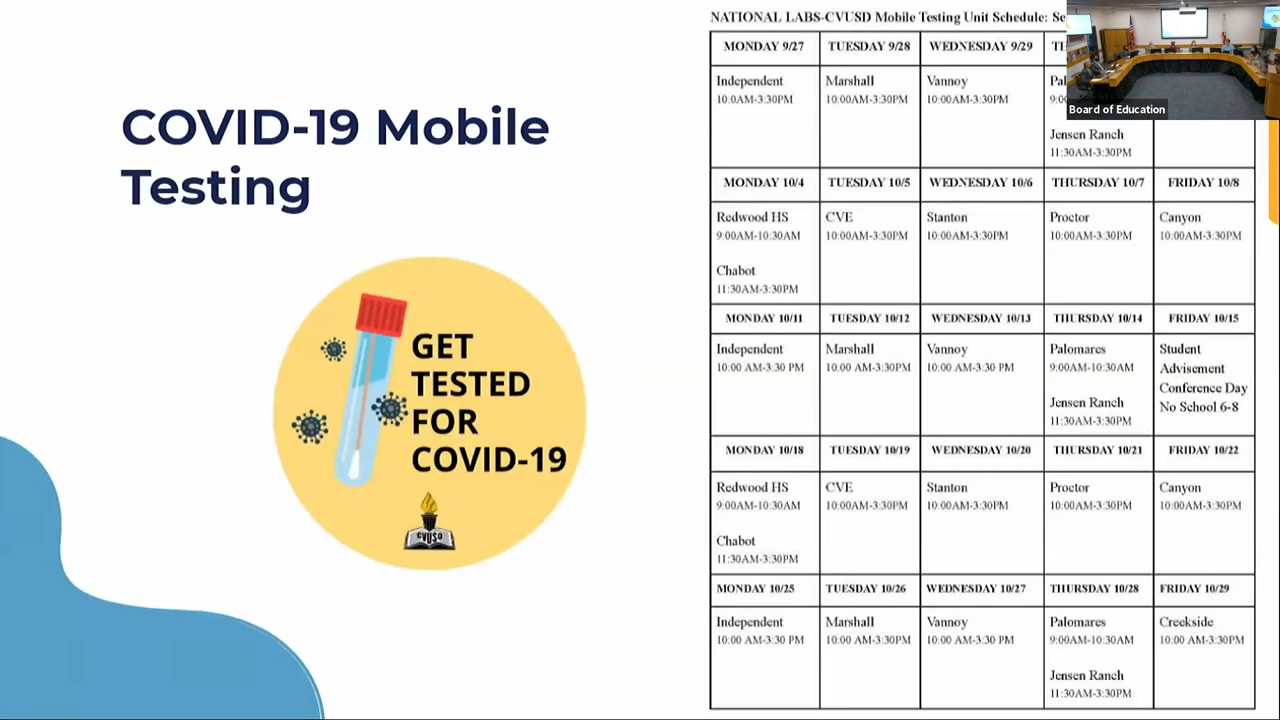 COVID-19 Mobile
Testing
GET
TESTED
FOR
COVID-19
CVUSD
NATIONAL LABS-CVUSD Mobile Testing Unit Schedule:
Board of Education
MONDAY 9/27 TUESDAY 9/28 WEDNESDAY 9/29
Independent Marshall Vannoy
10:0AM-3:30PM 10:00AM-3:30PM 10:00AM-3:30PM
Jensen Ranch
11:30AM-3:30PM
MONDAY 10/4 TUESDAY 10/5 WEDNESDAY 10/6 THURSDAY 10/7 FRIDAY 10/8
Redwood HS CVE Stanton Proctor Canyon
9:00AM-10:30AM 10:00AM-3:30PM 10:00AM-3:30PM 10:00AM-3:30PM 10:00AM-3:30PM
Chabot
11:30AM-3:30PM
MONDAY 10/11 TUESDAY 10/12 WEDNESDAY 10/13 THURSDAY 10/14 FRIDAY 10/15
Independent Marshall Vannoy Palomares Student
10:00 AM-3:30 PM 10:00 AM-3:30PM 10:00 AM-3:30 PM 9:00AM-10:30AM Advisement
Conference Day
Jensen Ranch No School 6-8
11:30AM-3:30PM
MONDAY 10/18 TUESDAY 10/19 WEDNESDAY 10/20 THURSDAY 10/21 FRIDAY 10/22
Redwood HS CVE Stanton Proctor Canyon
9:00AM-10:30AM 10:00AM-3:30PM 10:00AM-3:30PM 10:00AM-3:30PM 10:00AM-3:30PM
Chabot
11:30AM-3:30PM
MONDAY 10/25 TUESDAY 10/26 WEDNESDAY 10/27 THURSDAY 10/28 FRIDAY 10/29
Independent Marshall Vannoy Palomares Creekside
10:00 AM-3:30 PM 10:00 AM-3:30PM 10:00 AM-3:30 PM 9:00AM-10:30AM 10:00 AM-3:30PM
Jensen Ranch
11:30AM-3:30PM